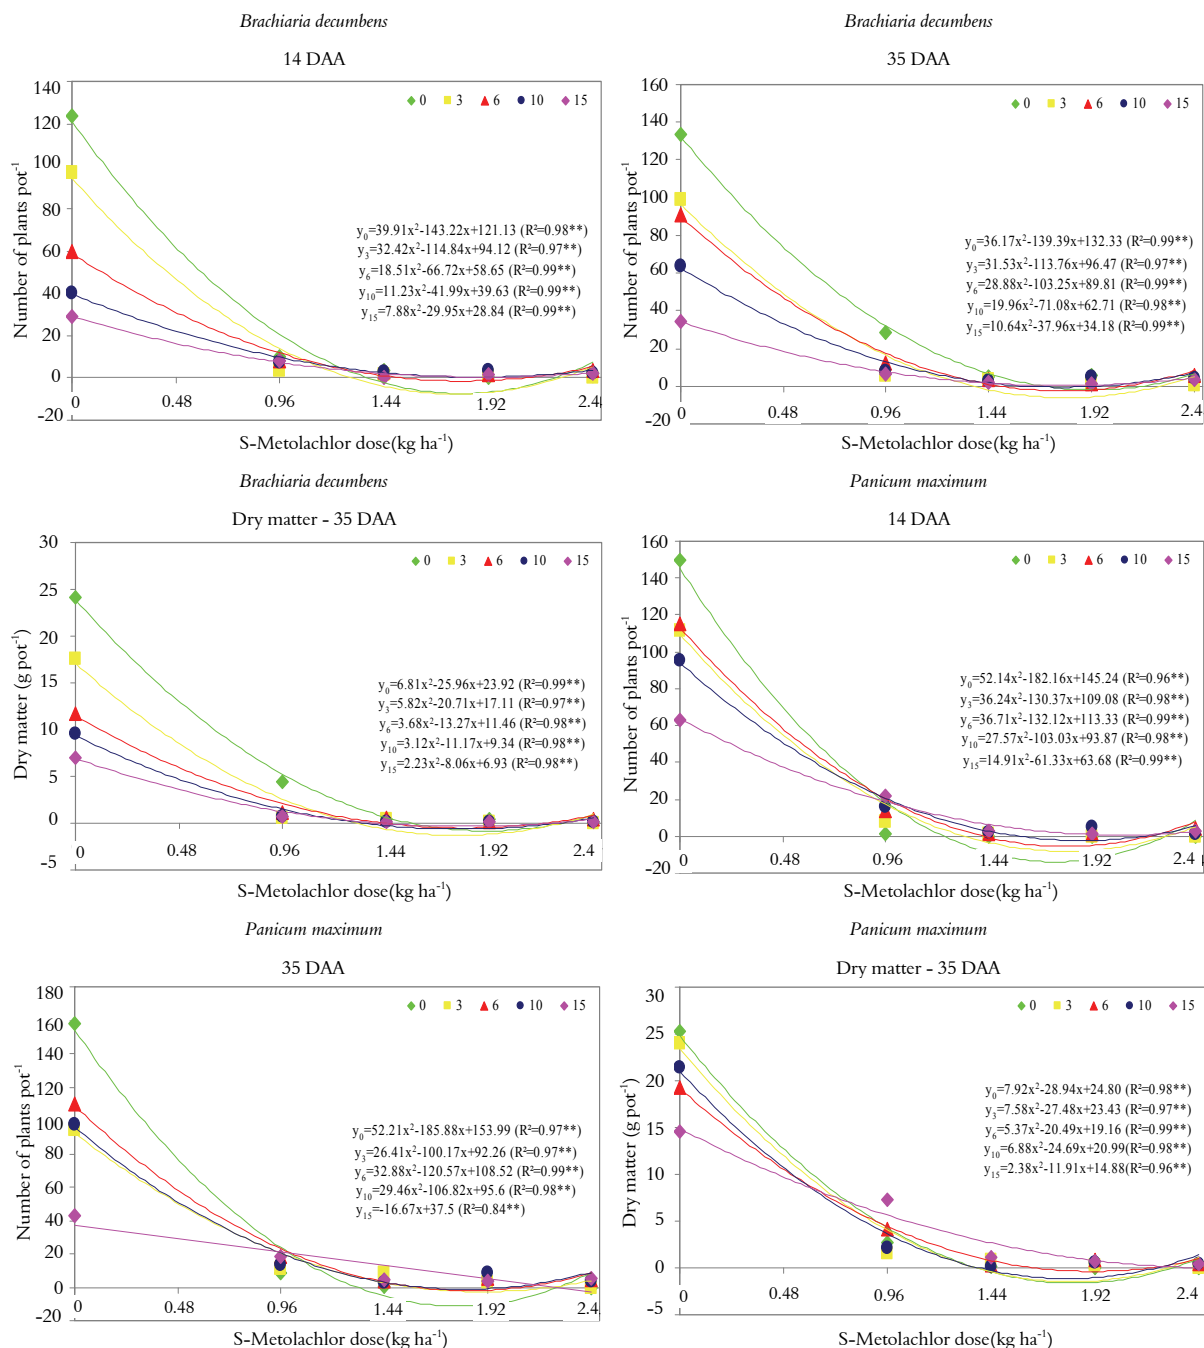 Brachiaria decumbens
14 DAA
0 3 6 10 15
140
120
100
80
60
40
20
0
-20
Number of plants pot⁻¹
y₀=39.91x²-143.22x+121.13 (R²=0.98**)
y₃=32.42x²-114.84x+94.12 (R²=0.97**)
y₆=18.51x²-66.72x+58.65 (R²=0.99**)
y₁₀=11.23x²-41.99x+39.63 (R²=0.99**)
y₁₅=7.88x²-29.95x+28.84 (R²=0.99**)
0 0.48 0.96 1.44 1.92 2.4
S-Metolachlor dose(kg ha⁻¹)
Brachiaria decumbens
35 DAA
0 3 6 10 15
160
140
120
100
80
60
40
20
0
-20
Number of plants pot⁻¹
y₀=36.17x²-139.39x+132.33 (R²=0.99**)
y₃=31.53x²-113.76x+96.47 (R²=0.97**)
y₆=28.88x²-103.25x+89.81 (R²=0.99**)
y₁₀=19.96x²-71.08x+62.71 (R²=0.98**)
y₁₅=10.64x²-37.96x+34.18 (R²=0.99**)
0 0.48 0.96 1.44 1.92 2.4
S-Metolachlor dose(kg ha⁻¹)
Brachiaria decumbens
Dry matter - 35 DAA
0 3 6 10 15
30
25
20
15
10
5
0
-5
Dry matter (g pot⁻¹)
y₀=6.81x²-25.96x+23.92 (R²=0.99**)
y₃=5.82x²-20.71x+17.11 (R²=0.97**)
y₆=3.68x²-13.27x+11.46 (R²=0.98**)
y₁₀=3.12x²-11.17x+9.34 (R²=0.98**)
y₁₅=2.23x²-8.06x+6.93 (R²=0.98**)
0 0.48 0.96 1.44 1.92 2.4
S-Metolachlor dose(kg ha⁻¹)
Panicum maximum
14 DAA
0 3 6 10 15
160
140
120
100
80
60
40
20
0
-20
Number of plants pot⁻¹
y₀=52.14x²-182.16x+145.24 (R²=0.96**)
y₃=36.24x²-130.37x+109.08 (R²=0.98**)
y₆=36.71x²-132.12x+113.33 (R²=0.99**)
y₁₀=27.57x²-103.03x+93.87 (R²=0.98**)
y₁₅=14.91x²-61.33x+63.68 (R²=0.99**)
0 0.48 0.96 1.44 1.92 2.4
S-Metolachlor dose(kg ha⁻¹)
Panicum maximum
35 DAA
0 3 6 10 15
180
160
140
120
100
80
60
40
20
0
-20
Number of plants pot⁻¹
y₀=52.21x²-185.88x+153.99 (R²=0.97**)
y₃=26.41x²-100.17x+92.26 (R²=0.97**)
y₆=32.88x²-120.57x+108.52 (R²=0.99**)
y₁₀=29.46x²-106.82x+95.6 (R²=0.98**)
y₁₅=-16.67x+37.5 (R²=0.84**)
0 0.48 0.96 1.44 1.92 2.4
S-Metolachlor dose(kg ha⁻¹)
Panicum maximum
Dry matter - 35 DAA
0 3 6 10 15
30
25
20
15
10
5
0
-5
Dry matter (g pot⁻¹)
y₀=7.92x²-28.94x+24.80 (R²=0.98**)
y₃=7.58x²-27.48x+23.43 (R²=0.97**)
y₆=5.37x²-20.49x+19.16 (R²=0.99**)
y₁₀=6.88x²-24.69x+20.99(R²=0.98**)
y₁₅=2.38x²-11.91x+14.88(R²=0.96**)
0 0.48 0.96 1.44 1.92 2.4
S-Metolachlor dose(kg ha⁻¹)